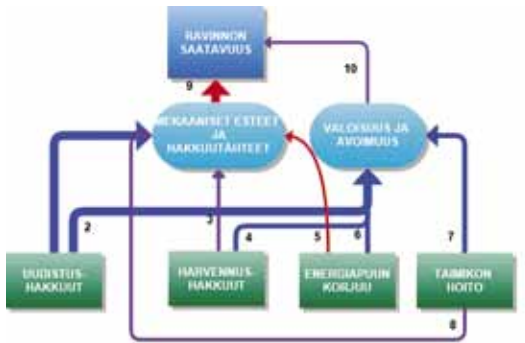 RAVINNON
SAATAVUUS
10
9
MEKAANISET ESTEET
JA
HAKKUUTÄHTEET
VALOISUUS JA
AVOIMUUS
2
3
4
5
6
7
UUDISTUS-
HAKKUUT
HARVENNUS-
HAKKUUT
ENERGIAPUUN
KORJUU
TAIMIKON
HOITO
8